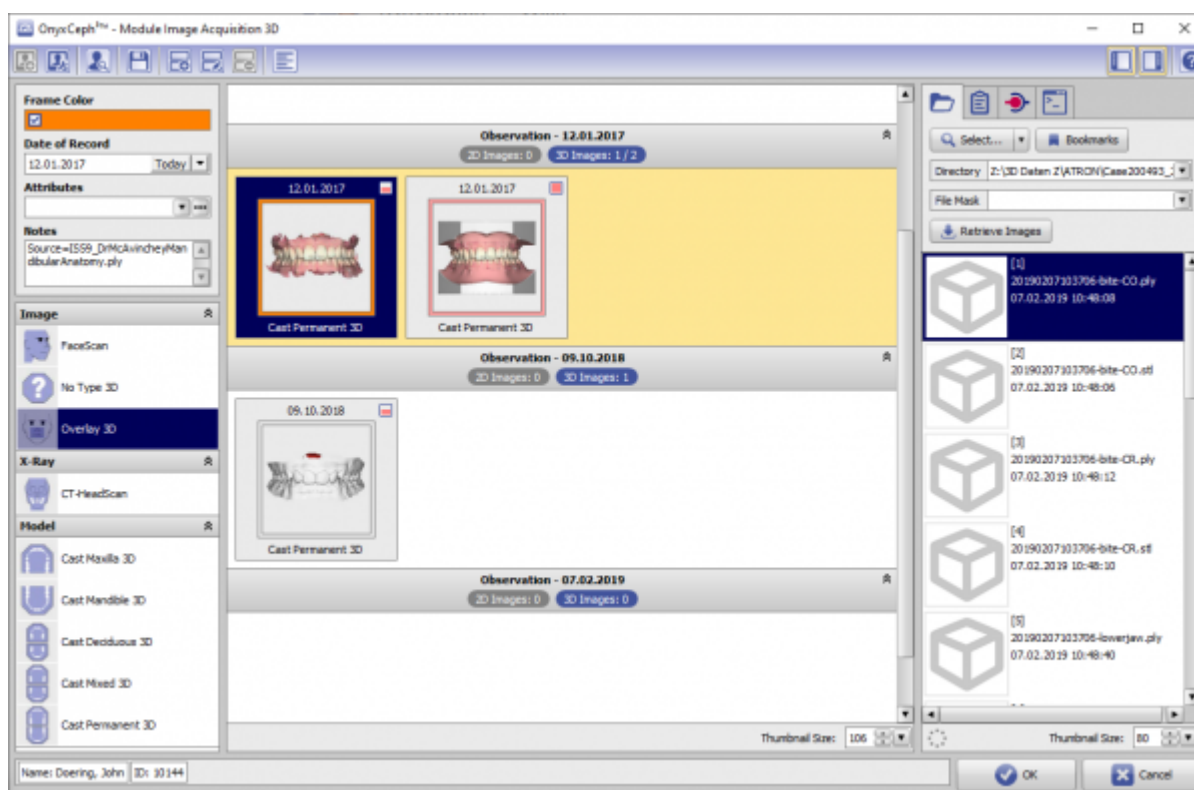 OnyxCeph³ᵀᴹ - Module Image Acquisition 3D
Frame Color
Date of Record
12.01.2017 Today
Attributes
Notes
Source=ISS9_DrMcAvincheyMan
dibularAnatomy.ply
Image
FaceScan
No Type 3D
Overlay 3D
X-Ray
CT-HeadScan
Model
Cast Maxilla 3D
Cast Mandible 3D
Cast Deciduous 3D
Cast Mixed 3D
Cast Permanent 3D
Observation - 12.01.2017
2D Images: 0 3D Images: 1 / 2
12.01.2017
Cast Permanent 3D
12.01.2017
Cast Permanent 3D
Observation - 09.10.2018
2D Images: 0 3D Images: 1
09.10.2018
Cast Permanent 3D
Observation - 07.02.2019
2D Images: 0 3D Images: 0
Thumbnail Size: 106
Select... Bookmarks
Directory Z:\3D Daten Z\ATRON\Case200493_
File Mask
Retrieve Images
[1]
20190207103706-bite-CO.ply
07.02.2019 10:48:08
[2]
20190207103706-bite-CO.stl
07.02.2019 10:48:06
[3]
20190207103706-bite-CR.ply
07.02.2019 10:48:12
[4]
20190207103706-bite-CR.stl
07.02.2019 10:48:10
[5]
20190207103706-lowerjaw.ply
07.02.2019 10:48:40
Thumbnail Size: 80
Name: Doering, John ID: 10144
OK Cancel